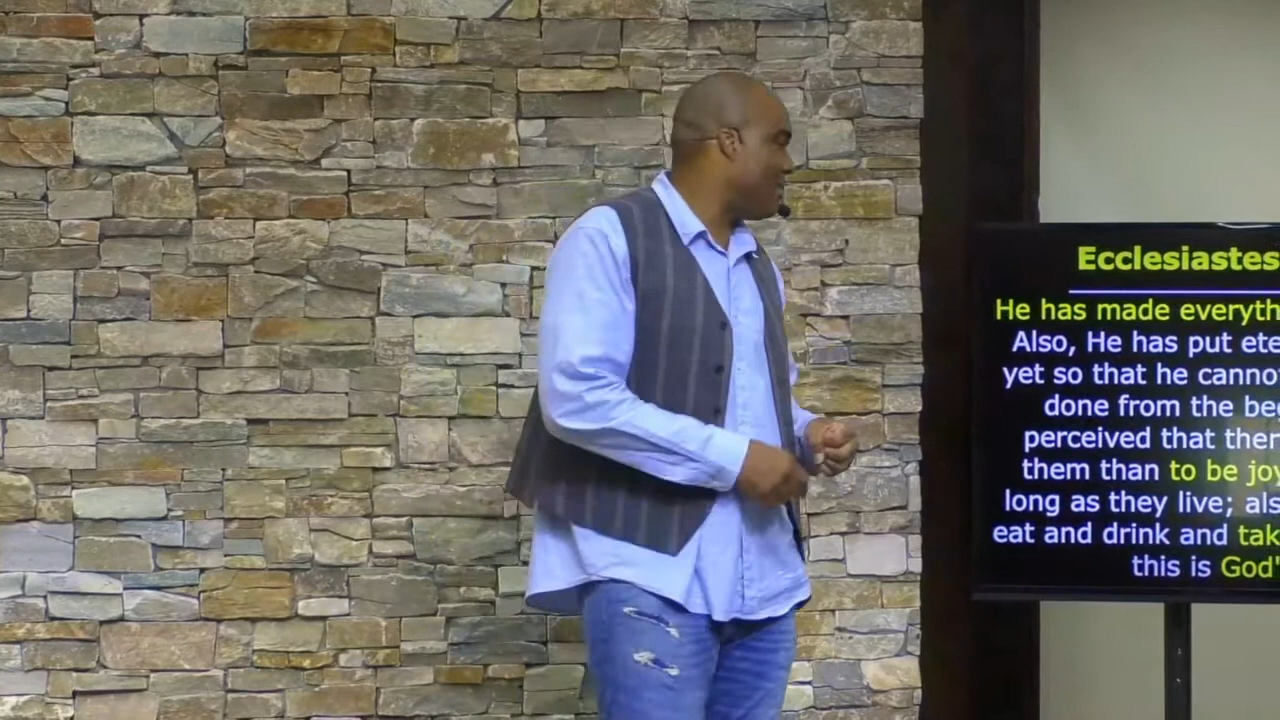 Ecclesiastes
He has made everyth
Also, He has put ete
yet so that he canno
done from the be
perceived that ther
them than to be joy
long as they live; als
eat and drink and tak
this is God'